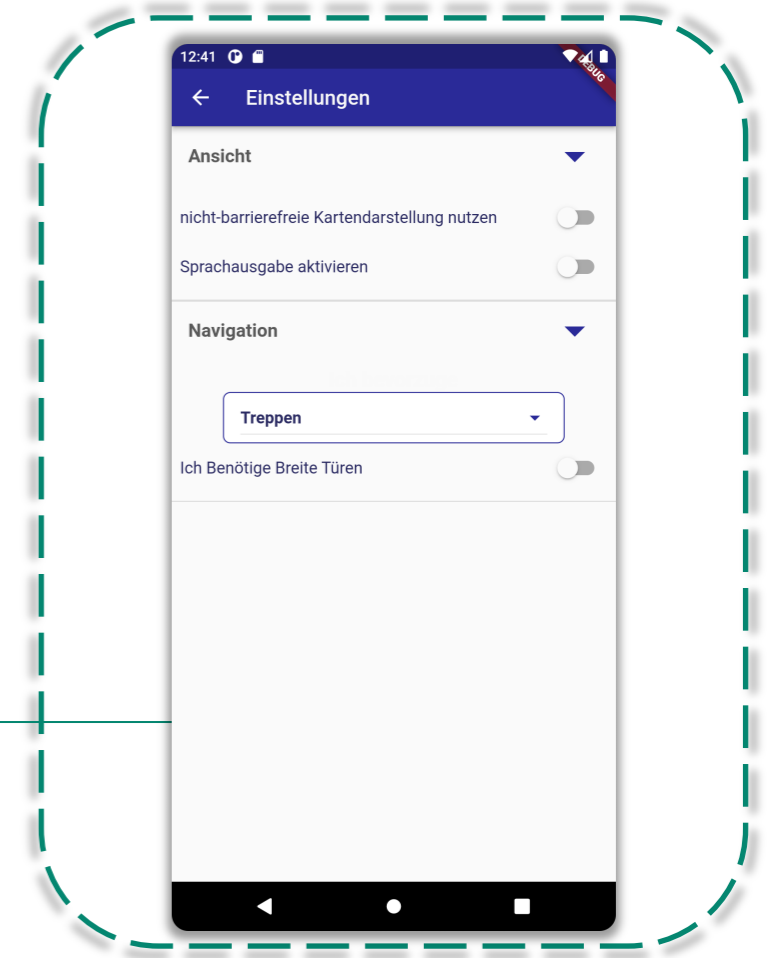 12:41
DEBUG
Einstellungen
Ansicht
nicht-barrierefreie Kartendarstellung nutzen
Sprachausgabe aktivieren
Navigation
Treppen
Ich Benötige Breite Türen